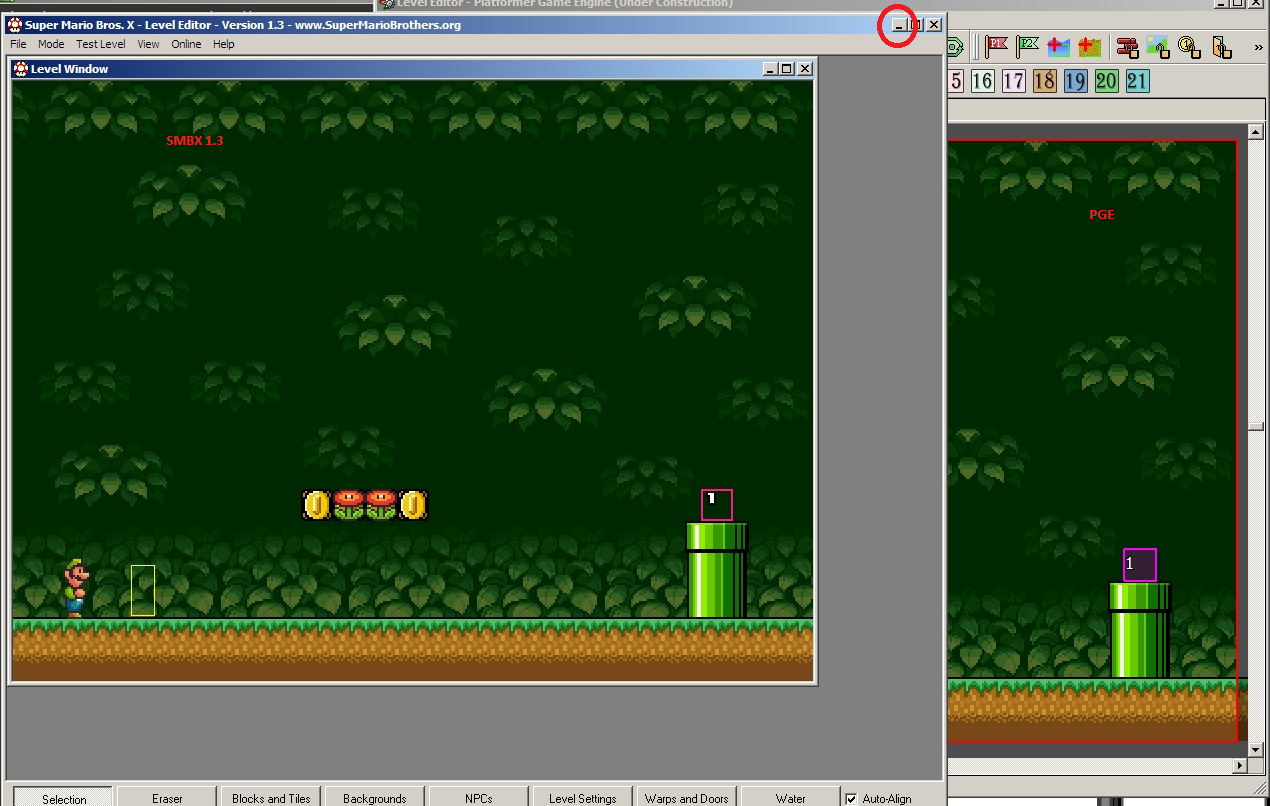 Level Editor - Platformer Game Engine (Under Construction)
Super Mario Bros. X - Level Editor - Version 1.3 - www.SuperMarioBrothers.org
File Mode Test Level View Online Help
P2 »
5 16 17 18 19 20 21
Level Window
SMBX 1.3
PGE
1
1
Selection Eraser Blocks and Tiles Backgrounds NPCs Level Settings Warps and Doors Water Auto-Align